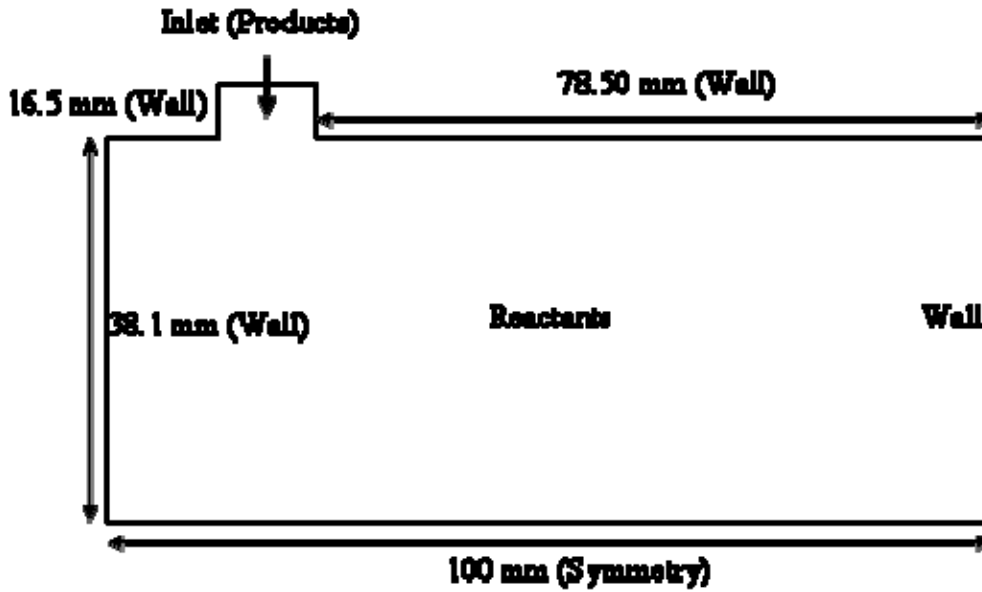 Inlet (Products)
16.5 mm (Wall)
78.50 mm (Wall)
38.1 mm (Wall)
Reactants
Wall
100 mm (Symmetry)